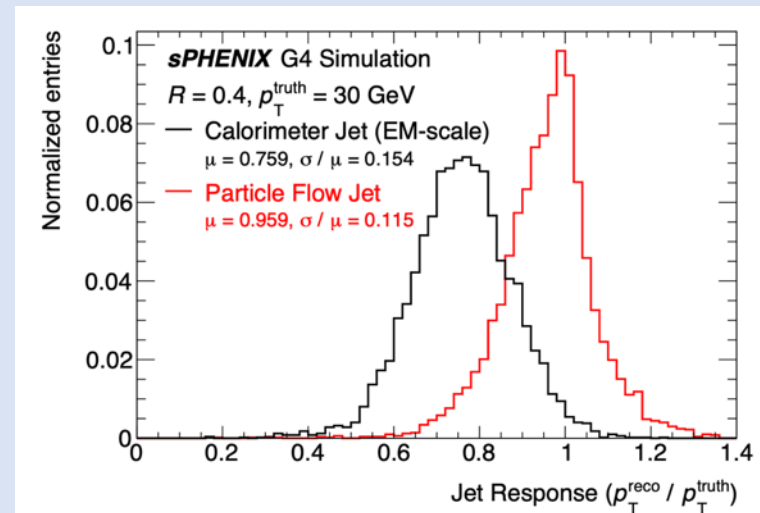 Normalized entries
0.1
0.08
0.06
0.04
0.02
0
sPHENIX G4 Simulation
R = 0.4, p_T^truth = 30 GeV
Calorimeter Jet (EM-scale)
μ = 0.759, σ / μ = 0.154
Particle Flow Jet
μ = 0.959, σ / μ = 0.115
0 0.2 0.4 0.6 0.8 1 1.2 1.4
Jet Response (p_T^reco / p_T^truth)